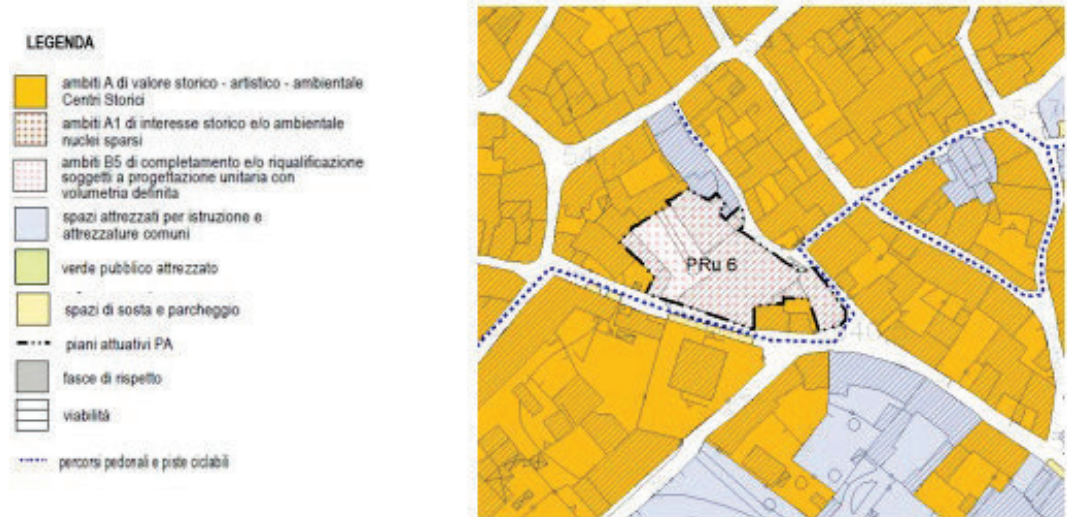 LEGENDA
ambiti A di valore storico - artistico - ambientale
Centri Storici
ambiti A1 di interesse storico e/o ambientale
nuclei sparsi
ambiti B5 di completamento e/o riqualificazione
soggetti a progettazione unitaria con
volumetria definita
spazi attrezzati per istruzione e
attrezzature comuni
verde pubblico attrezzato
spazi di sosta e parcheggio
piani attuativi PA
fasce di rispetto
viabilità
percorsi pedonali e piste ciclabili
PRu 6